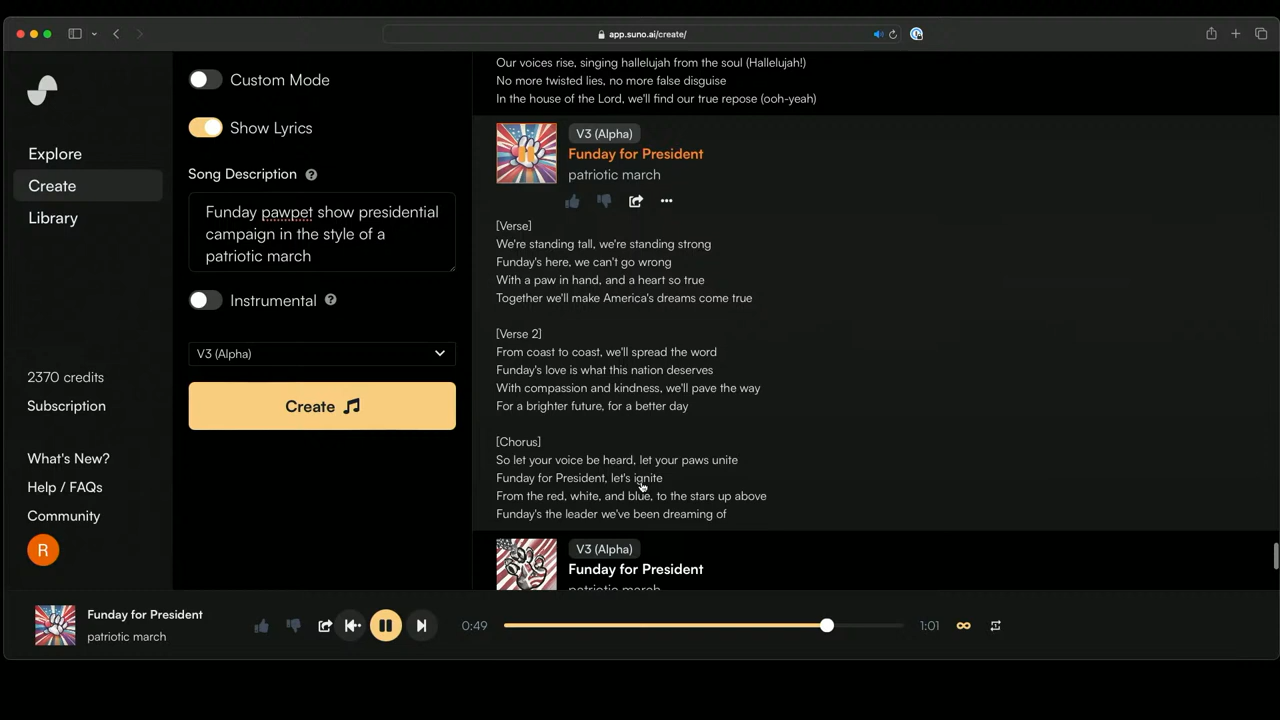 app.suno.ai/create/
Explore
Create
Library
2370 credits
Subscription
What's New?
Help / FAQs
Community
R
Custom Mode
Show Lyrics
Song Description ?
Funday pawpet show presidential
campaign in the style of a
patriotic march
Instrumental ?
V3 (Alpha)
Create
Our voices rise, singing hallelujah from the soul (Hallelujah!)
No more twisted lies, no more false disguise
In the house of the Lord, we'll find our true repose (ooh-yeah)
V3 (Alpha)
Funday for President
patriotic march
[Verse]
We're standing tall, we're standing strong
Funday's here, we can't go wrong
With a paw in hand, and a heart so true
Together we'll make America's dreams come true
[Verse 2]
From coast to coast, we'll spread the word
Funday's love is what this nation deserves
With compassion and kindness, we'll pave the way
For a brighter future, for a better day
[Chorus]
So let your voice be heard, let your paws unite
Funday for President, let's ignite
From the red, white, and blue, to the stars up above
Funday's the leader we've been dreaming of
V3 (Alpha)
Funday for President
patriotic march
Funday for President
patriotic march
0:49
1:01